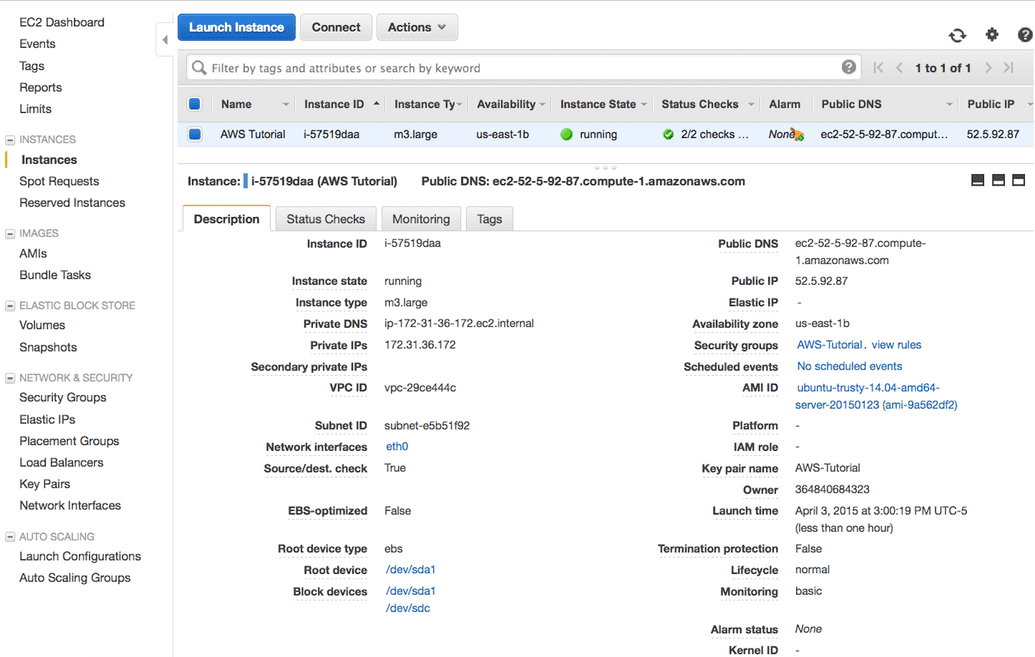 EC2 Dashboard
Events
Tags
Reports
Limits
INSTANCES
Instances
Spot Requests
Reserved Instances
IMAGES
AMIs
Bundle Tasks
ELASTIC BLOCK STORE
Volumes
Snapshots
NETWORK & SECURITY
Security Groups
Elastic IPs
Placement Groups
Load Balancers
Key Pairs
Network Interfaces
AUTO SCALING
Launch Configurations
Auto Scaling Groups
Launch Instance Connect Actions
Filter by tags and attributes or search by keyword 1 to 1 of 1
Name Instance ID Instance Ty Availability Instance State Status Checks Alarm Public DNS Public IP
AWS Tutorial i-57519daa m3.large us-east-1b running 2/2 checks ... None ec2-52-5-92-87.comput... 52.5.92.87
Instance: i-57519daa (AWS Tutorial) Public DNS: ec2-52-5-92-87.compute-1.amazonaws.com
Description Status Checks Monitoring Tags
Instance ID i-57519daa
Instance state running
Instance type m3.large
Private DNS ip-172-31-36-172.ec2.internal
Private IPs 172.31.36.172
Secondary private IPs
VPC ID vpc-29ce444c
Subnet ID subnet-e5b51f92
Network interfaces eth0
Source/dest. check True
EBS-optimized False
Root device type ebs
Root device /dev/sda1
Block devices /dev/sda1
/dev/sdc
Public DNS ec2-52-5-92-87.compute-
1.amazonaws.com
Public IP 52.5.92.87
Elastic IP -
Availability zone us-east-1b
Security groups AWS-Tutorial. view rules
Scheduled events No scheduled events
AMI ID ubuntu-trusty-14.04-amd64-
server-20150123 (ami-9a562df2)
Platform -
IAM role -
Key pair name AWS-Tutorial
Owner 364840684323
Launch time April 3, 2015 at 3:00:19 PM UTC-5
(less than one hour)
Termination protection False
Lifecycle normal
Monitoring basic
Alarm status None
Kernel ID -